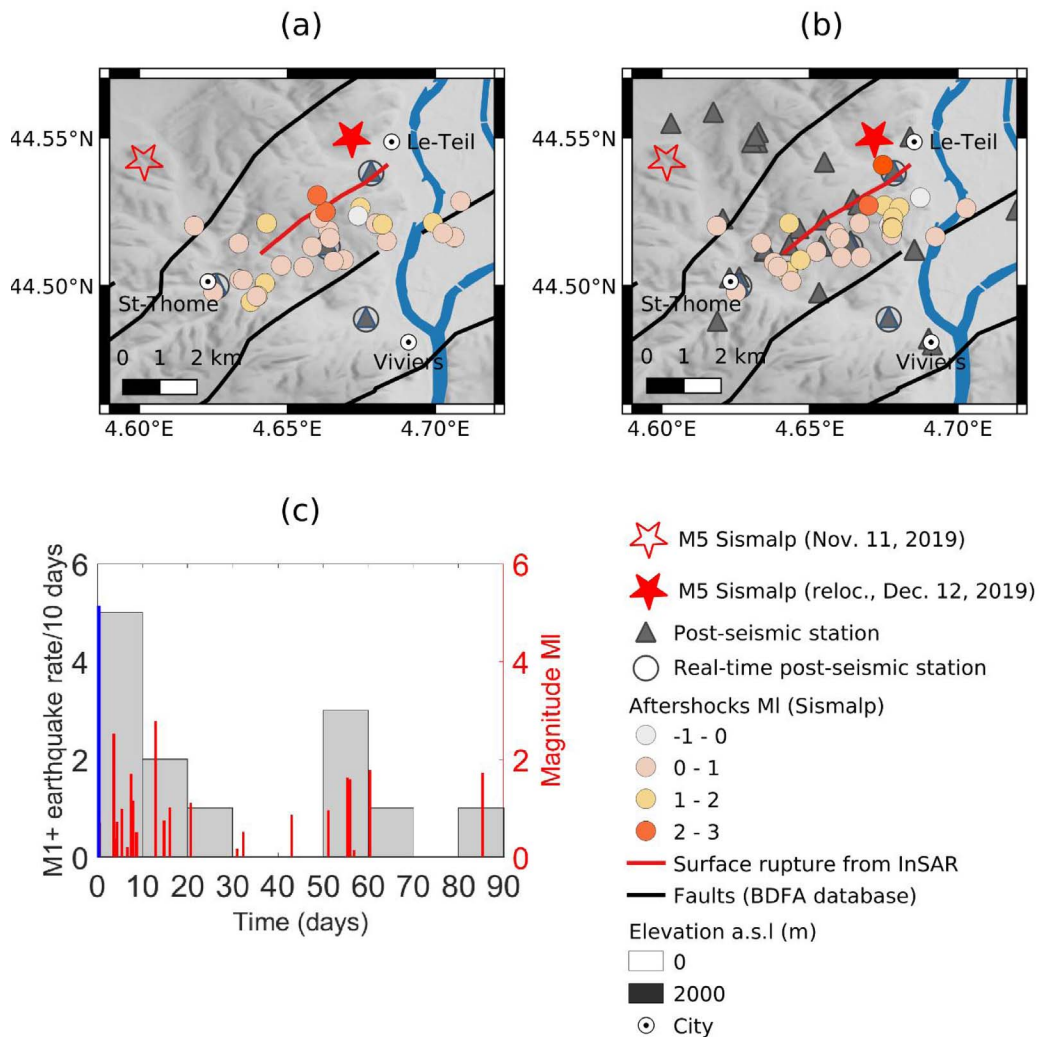 (a)
(b)
44.55°N
44.50°N
Le-Teil
St-Thome
Viviers
0 1 2 km
4.60°E 4.65°E 4.70°E
44.55°N
44.50°N
Le-Teil
St-Thome
Viviers
0 1 2 km
4.60°E 4.65°E 4.70°E
(c)
M1+ earthquake rate/10 days
6
4
2
0
6
4
2
0
Magnitude Ml
0 10 20 30 40 50 60 70 80 90
Time (days)
M5 Sismalp (Nov. 11, 2019)
M5 Sismalp (reloc., Dec. 12, 2019)
Post-seismic station
Real-time post-seismic station
Aftershocks Ml (Sismalp)
-1 - 0
0 - 1
1 - 2
2 - 3
Surface rupture from InSAR
Faults (BDFA database)
Elevation a.s.l (m)
0
2000
City